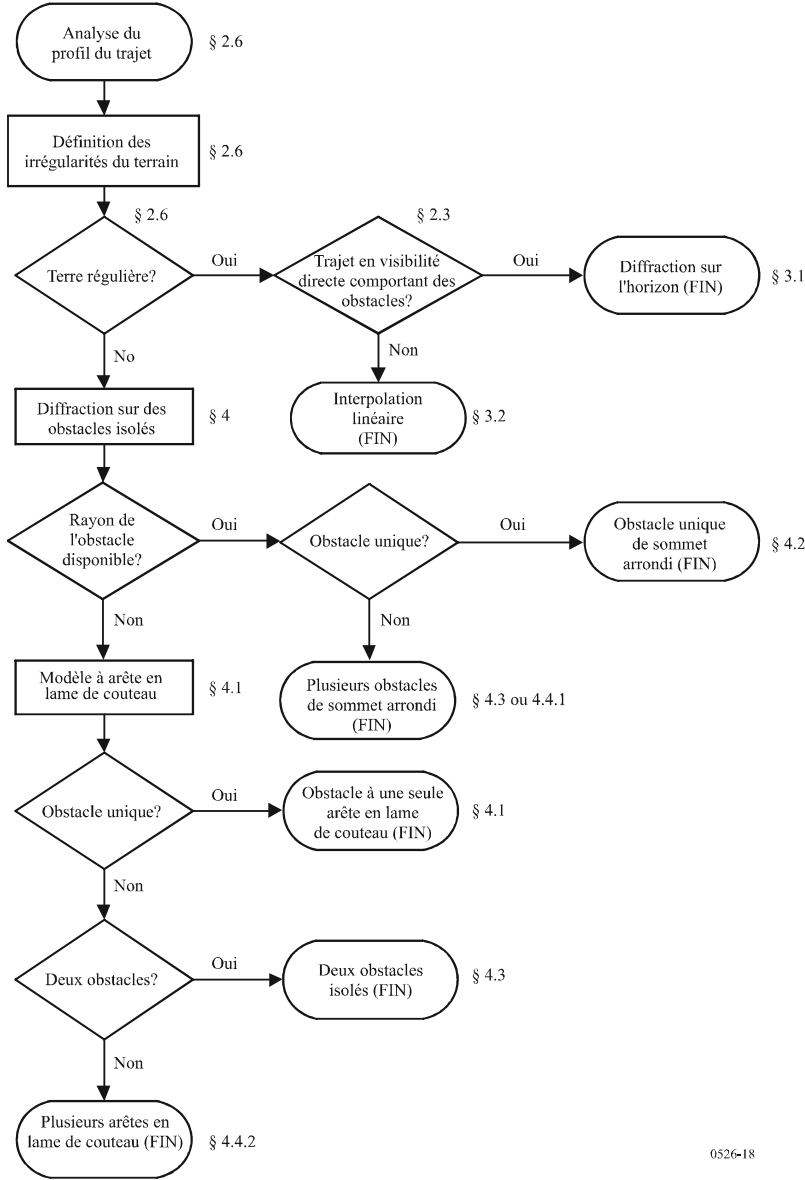 Analyse du
profil du trajet
§ 2.6
Définition des
irrégularités du terrain
§ 2.6
§ 2.6
Terre régulière?
Oui
§ 2.3
Trajet en visibilité
directe comportant des
obstacles?
Oui
Diffraction sur
l'horizon (FIN)
§ 3.1
No
Non
Diffraction sur des
obstacles isolés
§ 4
Interpolation
linéaire
(FIN)
§ 3.2
Rayon de
l'obstacle
disponible?
Oui
Obstacle unique?
Oui
Obstacle unique
de sommet
arrondi (FIN)
§ 4.2
Non
Non
Modèle à arête en
lame de couteau
§ 4.1
Plusieurs obstacles
de sommet arrondi
(FIN)
§ 4.3 ou 4.4.1
Obstacle unique?
Oui
Obstacle à une seule
arête en lame
de couteau (FIN)
§ 4.1
Non
Deux obstacles?
Oui
Deux obstacles
isolés (FIN)
§ 4.3
Non
Plusieurs arêtes en
lame de couteau (FIN)
§ 4.4.2
0526-18